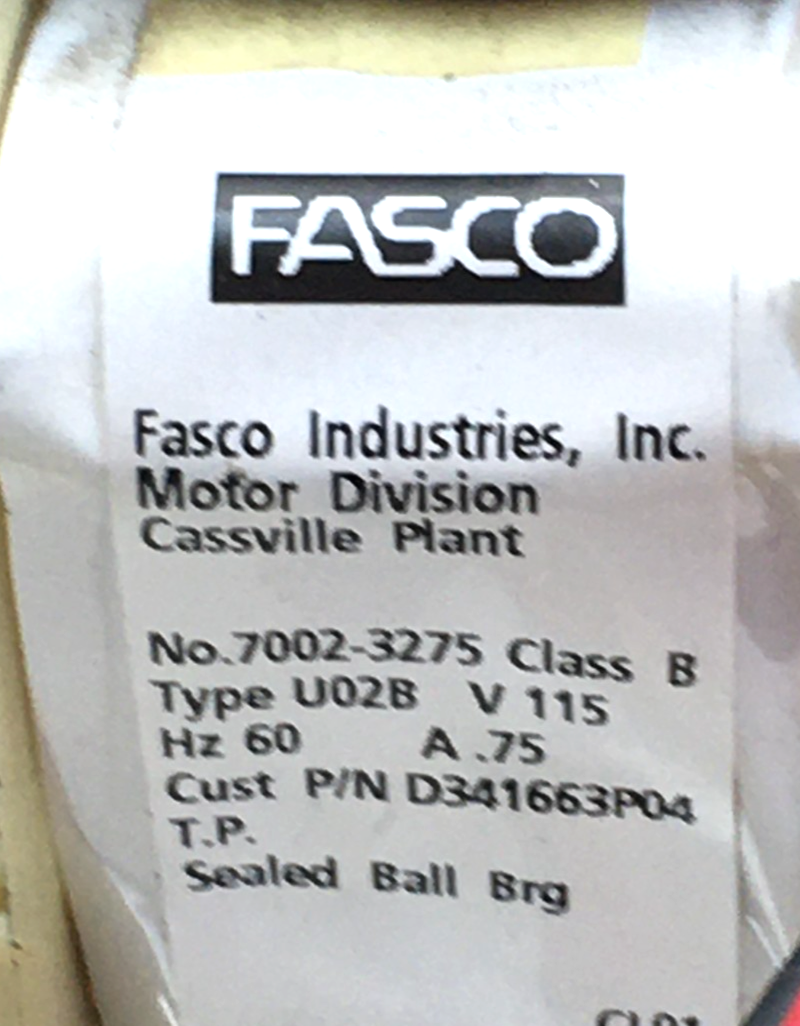 FASCO
Fasco Industries, Inc.
Motor Division
Cassville Plant
No.7002-3275 Class B
Type U02B V 115
Hz 60 A .75
Cust P/N D341663P04
T.P.
Sealed Ball Brg